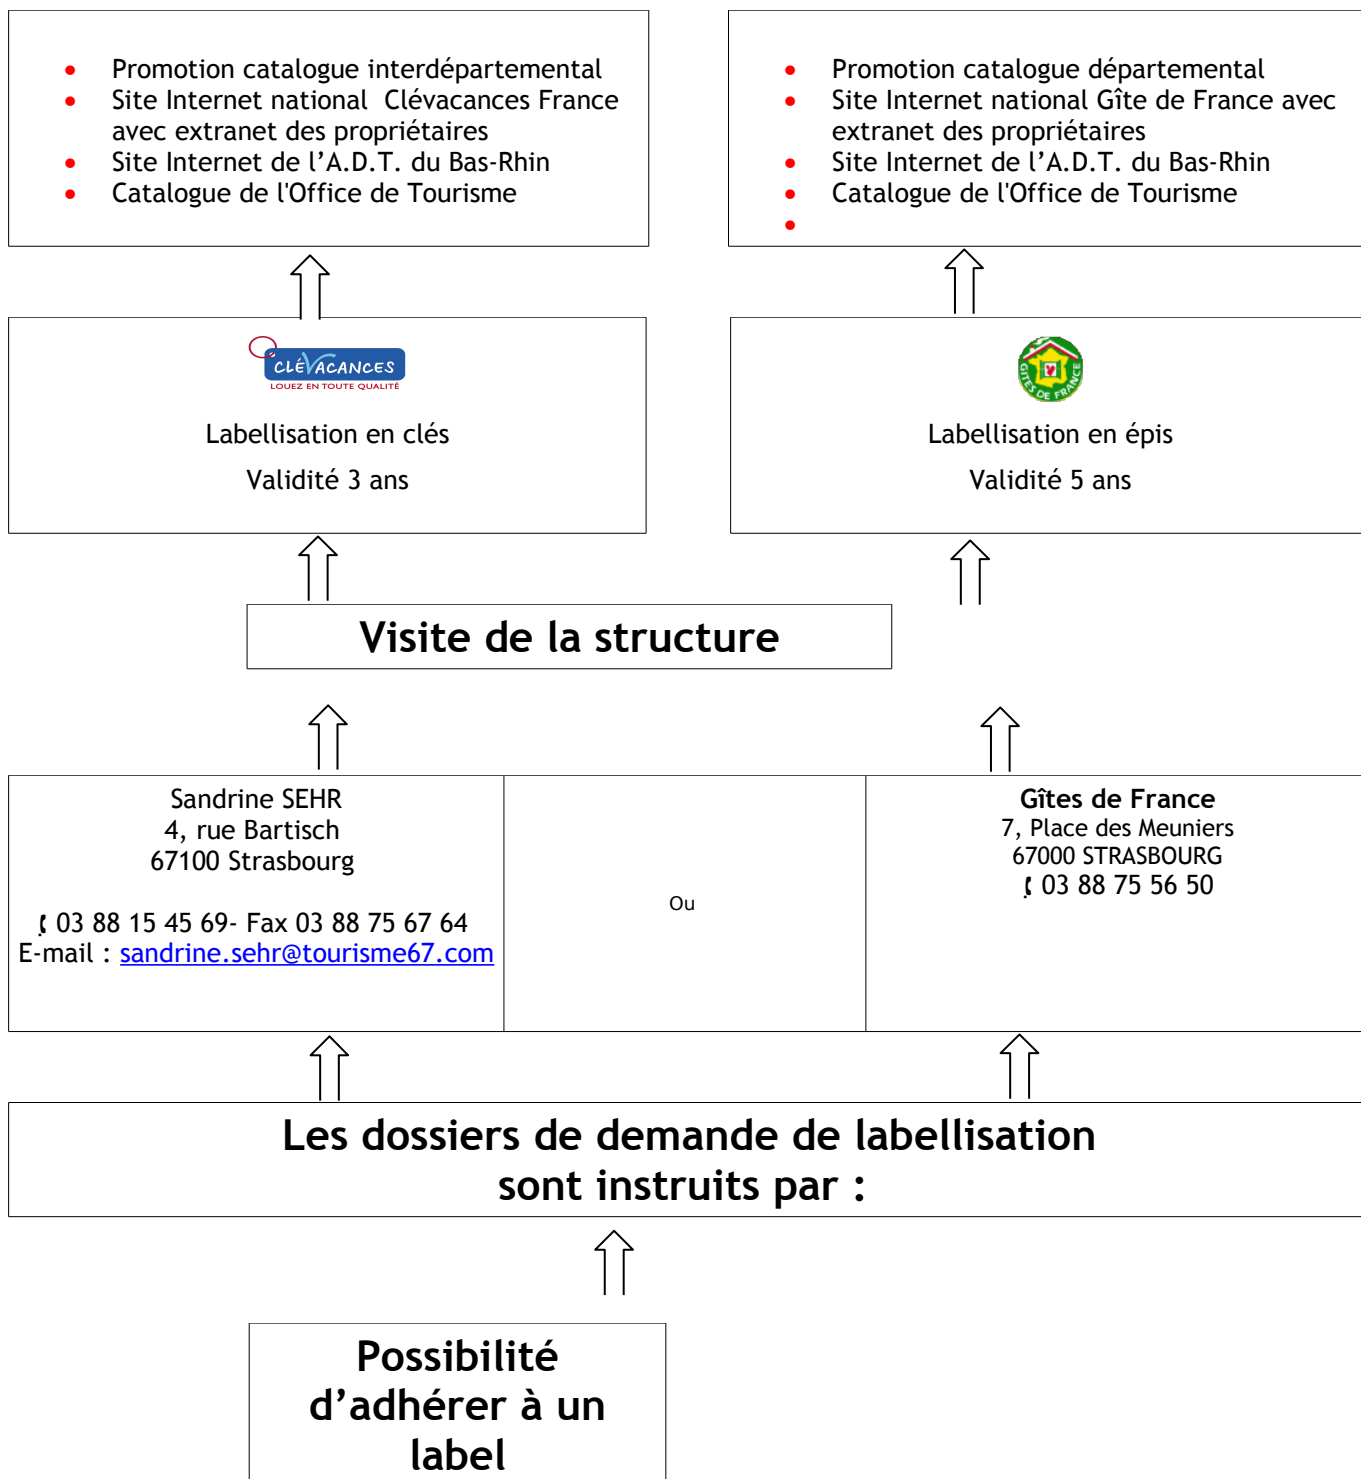 • Promotion catalogue interdépartemental
• Site Internet national Clévacances France
avec extranet des propriétaires
• Site Internet de l’A.D.T. du Bas-Rhin
• Catalogue de l'Office de Tourisme
• Promotion catalogue départemental
• Site Internet national Gîte de France avec
extranet des propriétaires
• Site Internet de l’A.D.T. du Bas-Rhin
• Catalogue de l'Office de Tourisme
•
CLÉVACANCES
LOUEZ EN TOUTE QUALITÉ
Labellisation en clés
Validité 3 ans
GITES DE FRANCE
Labellisation en épis
Validité 5 ans
Visite de la structure
Sandrine SEHR
4, rue Bartisch
67100 Strasbourg
03 88 15 45 69- Fax 03 88 75 67 64
E-mail : sandrine.sehr@tourisme67.com
Ou
Gîtes de France
7, Place des Meuniers
67000 STRASBOURG
03 88 75 56 50
Les dossiers de demande de labellisation
sont instruits par :
Possibilité
d’adhérer à un
label